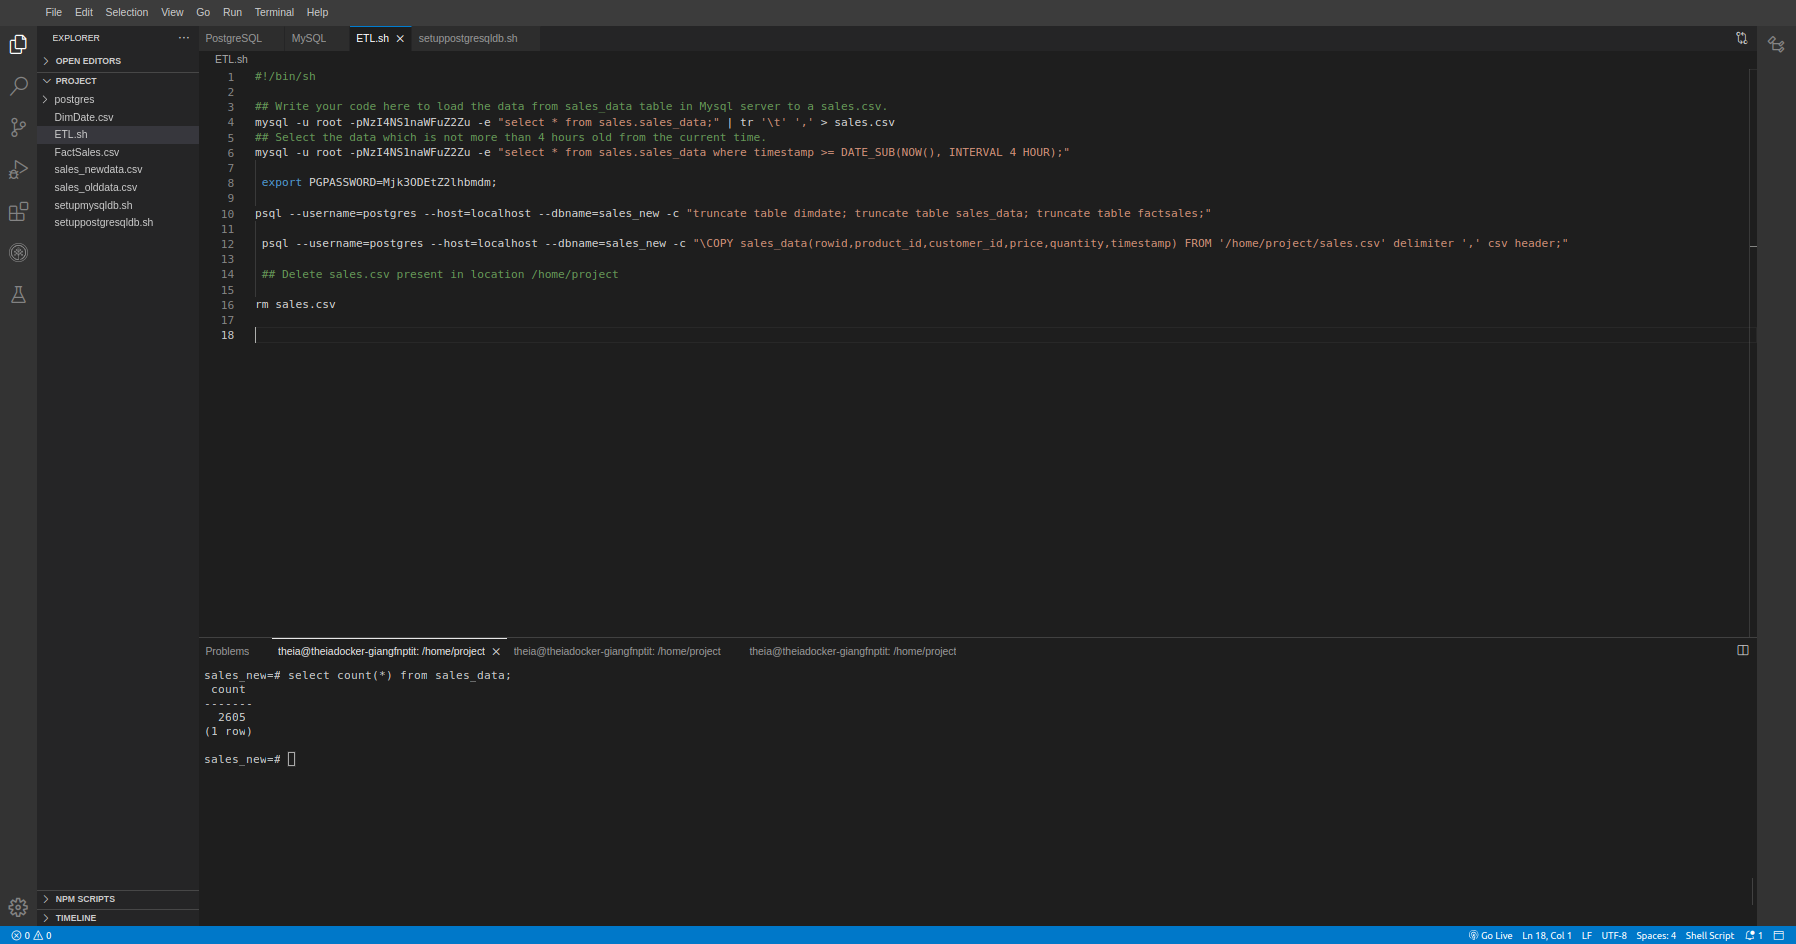 File Edit Selection View Go Run Terminal Help
EXPLORER
OPEN EDITORS
PROJECT
postgres
DimDate.csv
ETL.sh
FactSales.csv
sales_newdata.csv
sales_olddata.csv
setupmysqldb.sh
setuppostgresqldb.sh
NPM SCRIPTS
TIMELINE
PostgreSQL MySQL ETL.sh setuppostgresqldb.sh
ETL.sh
1 #!/bin/sh
2
3 ## Write your code here to load the data from sales_data table in Mysql server to a sales.csv.
4 mysql -u root -pNzI4NS1naWFuZ2Zu -e "select * from sales.sales_data;" | tr '\t' ',' > sales.csv
5 ## Select the data which is not more than 4 hours old from the current time.
6 mysql -u root -pNzI4NS1naWFuZ2Zu -e "select * from sales.sales_data where timestamp >= DATE_SUB(NOW(), INTERVAL 4 HOUR);"
7
8 export PGPASSWORD=Mjk3ODEtZ2lhbmdm;
9
10 psql --username=postgres --host=localhost --dbname=sales_new -c "truncate table dimdate; truncate table sales_data; truncate table factsales;"
11
12 psql --username=postgres --host=localhost --dbname=sales_new -c "\COPY sales_data(rowid,product_id,customer_id,price,quantity,timestamp) FROM '/home/project/sales.csv' delimiter ',' csv header;"
13
14 ## Delete sales.csv present in location /home/project
15
16 rm sales.csv
17
18
Problems theia@theiadocker-giangfnptit: /home/project theia@theiadocker-giangfnptit: /home/project theia@theiadocker-giangfnptit: /home/project
sales_new=# select count(*) from sales_data;
count
-------
2605
(1 row)
sales_new=#
0 0 Go Live Ln 18, Col 1 LF UTF-8 Spaces: 4 Shell Script 1